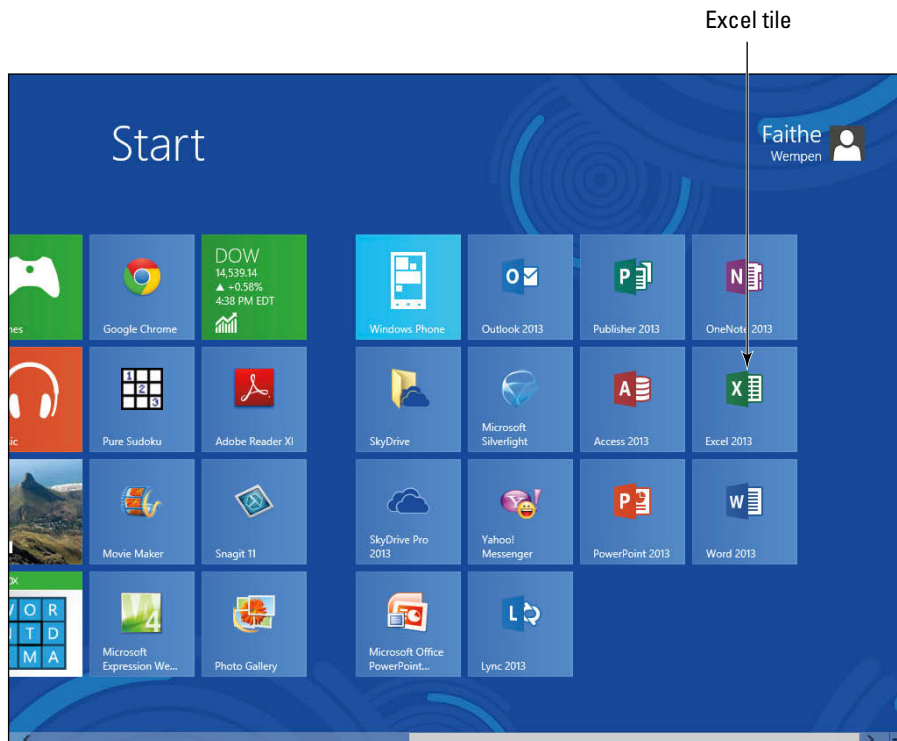 Excel tile
Start
Faithe
Wempen
DOW
14,539.14
▲ +0.58%
4:38 PM EDT
Google Chrome
Windows Phone
Outlook 2013
Publisher 2013
OneNote 2013
Pure Sudoku
Adobe Reader XI
SkyDrive
Microsoft
Silverlight
Access 2013
Excel 2013
Movie Maker
Snagit 11
SkyDrive Pro
2013
Yahoo!
Messenger
PowerPoint 2013
Word 2013
O R
T D
M A
Microsoft
Expression We...
Photo Gallery
Microsoft Office
PowerPoint...
Lync 2013